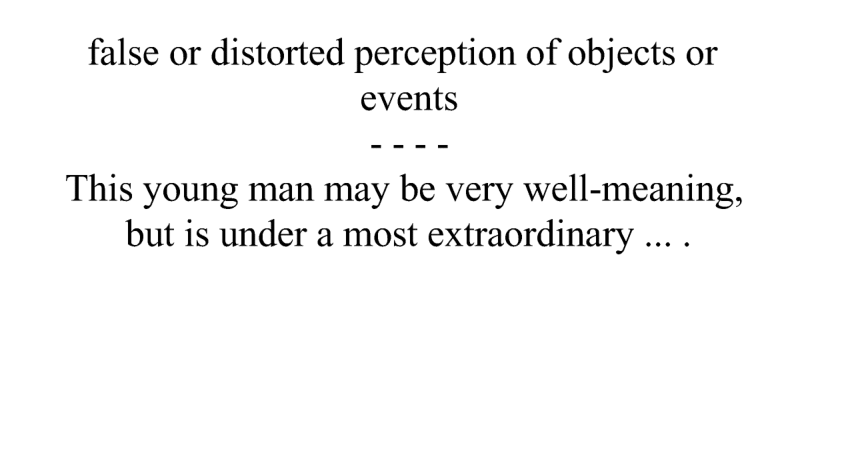 false or distorted perception of objects or
events
- - - -
This young man may be very well-meaning,
but is under a most extraordinary ... .